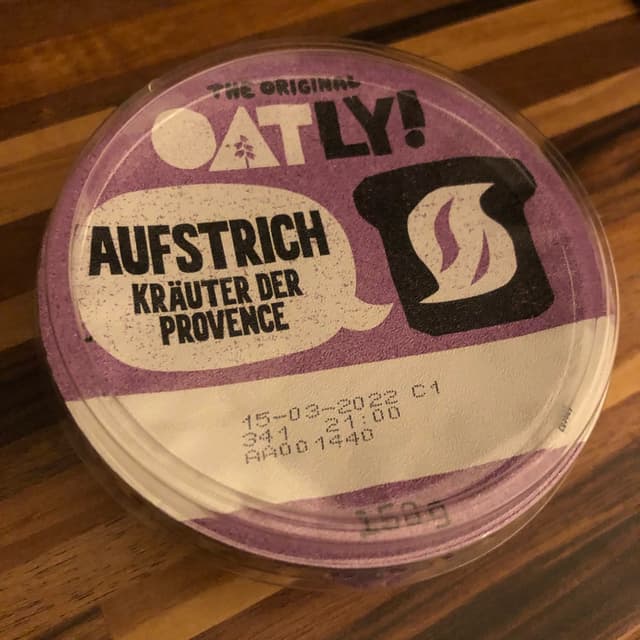 THE ORIGINAL
OATLY!
AUFSTRICH
KRÄUTER DER
PROVENCE
15-03-2022 C1
341 21:00
AA001440
150g